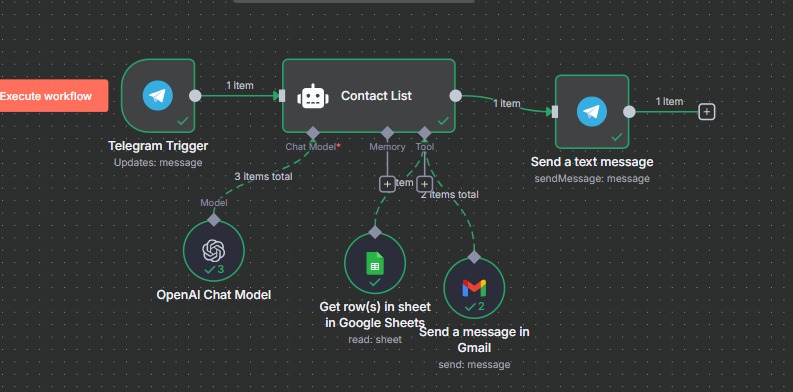 Execute workflow
1 item
Contact List
1 item
1 item
Telegram Trigger
Updates: message
Chat Model*
Memory
Tool
Send a text message
sendMessage: message
3 items total
2 items total
Model
3
OpenAI Chat Model
Get row(s) in sheet
in Google Sheets
read: sheet
2
Send a message in
Gmail
send: message